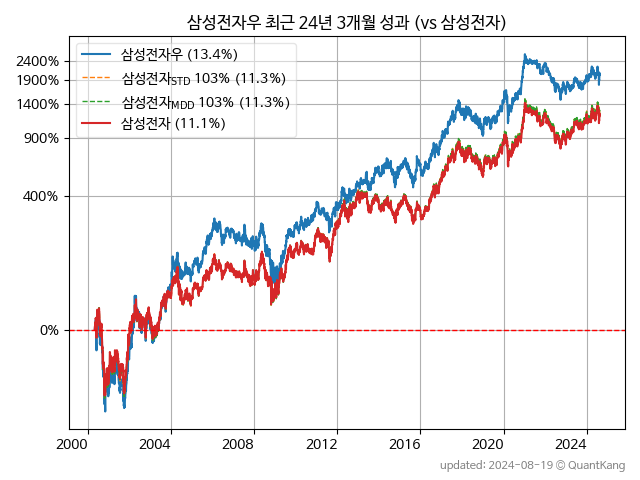 삼성전자우 최근 24년 3개월 성과 (vs 삼성전자)
삼성전자우 (13.4%)
삼성전자STD 103% (11.3%)
삼성전자MDD 103% (11.3%)
삼성전자 (11.1%)
2400%
1900%
1400%
900%
400%
0%
2000 2004 2008 2012 2016 2020 2024
updated: 2024-08-19 @ QuantKang